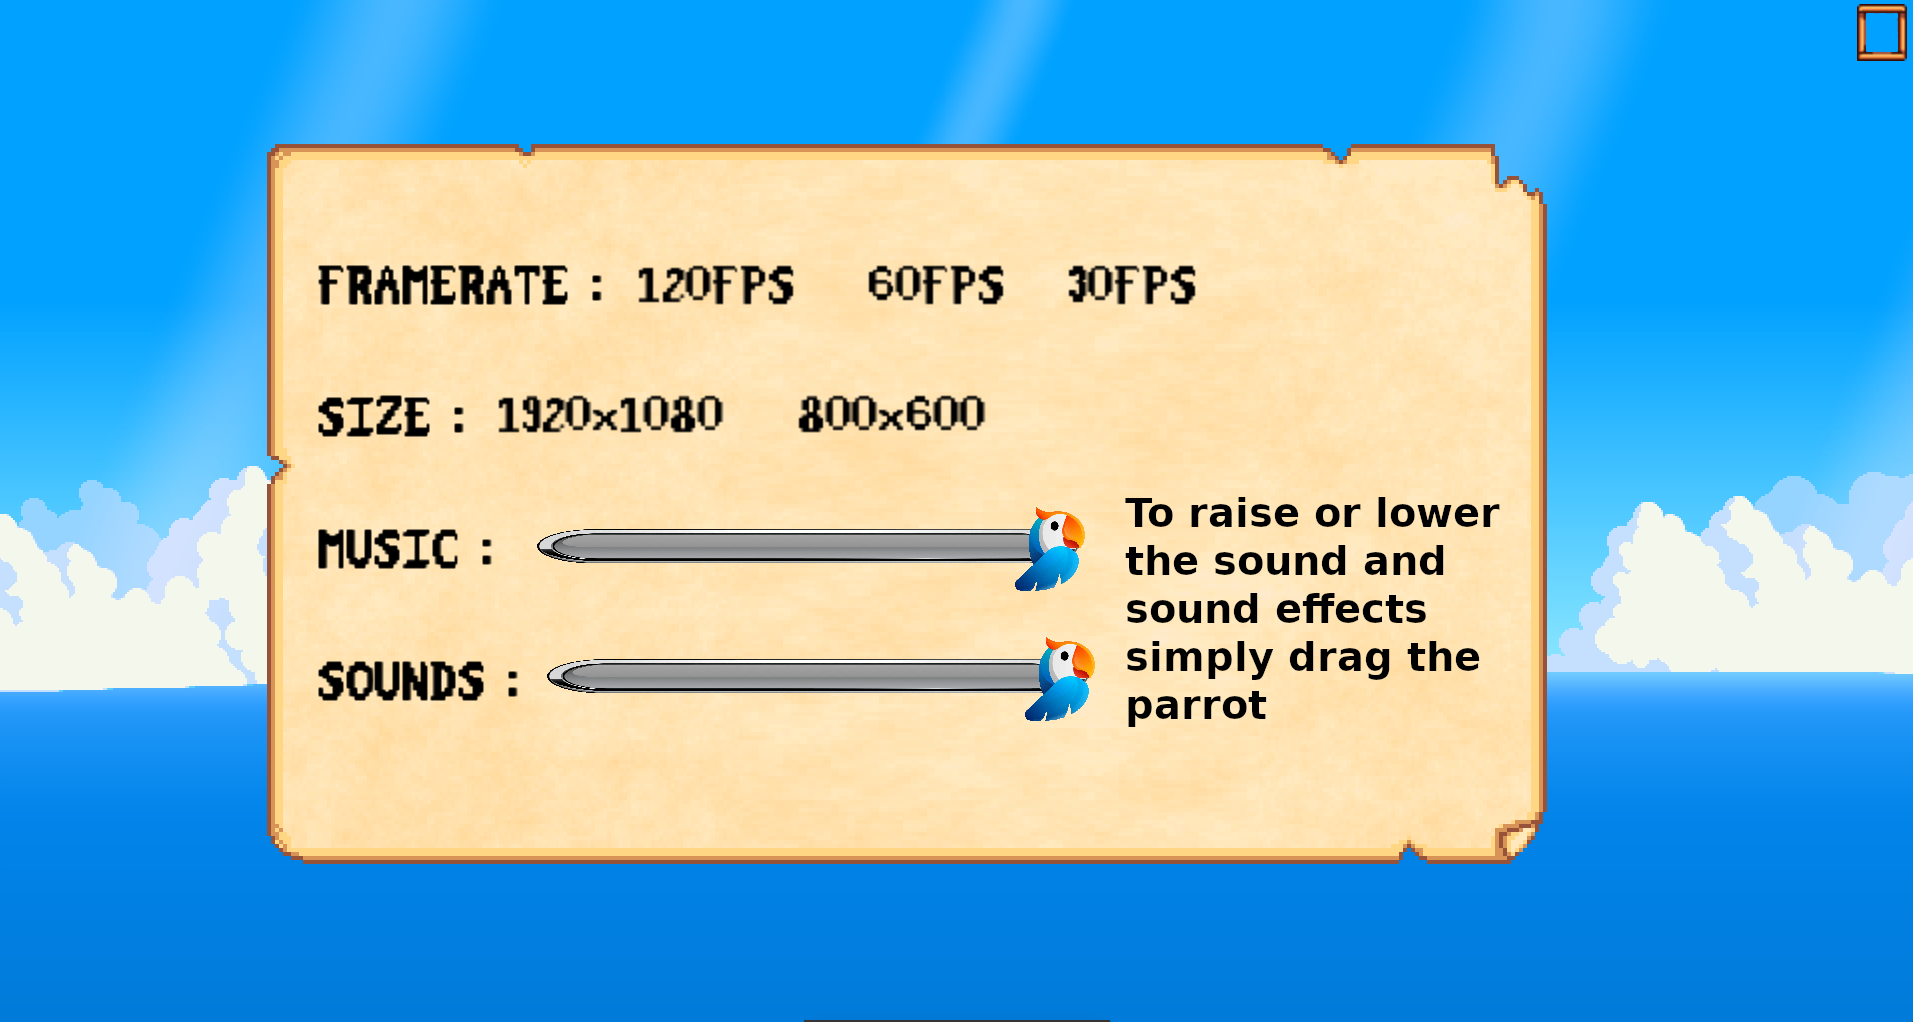 FRAMERATE : 120FPS 60FPS 30FPS
SIZE : 1920x1080 800x600
MUSIC :
SOUNDS :
To raise or lower
the sound and
sound effects
simply drag the
parrot